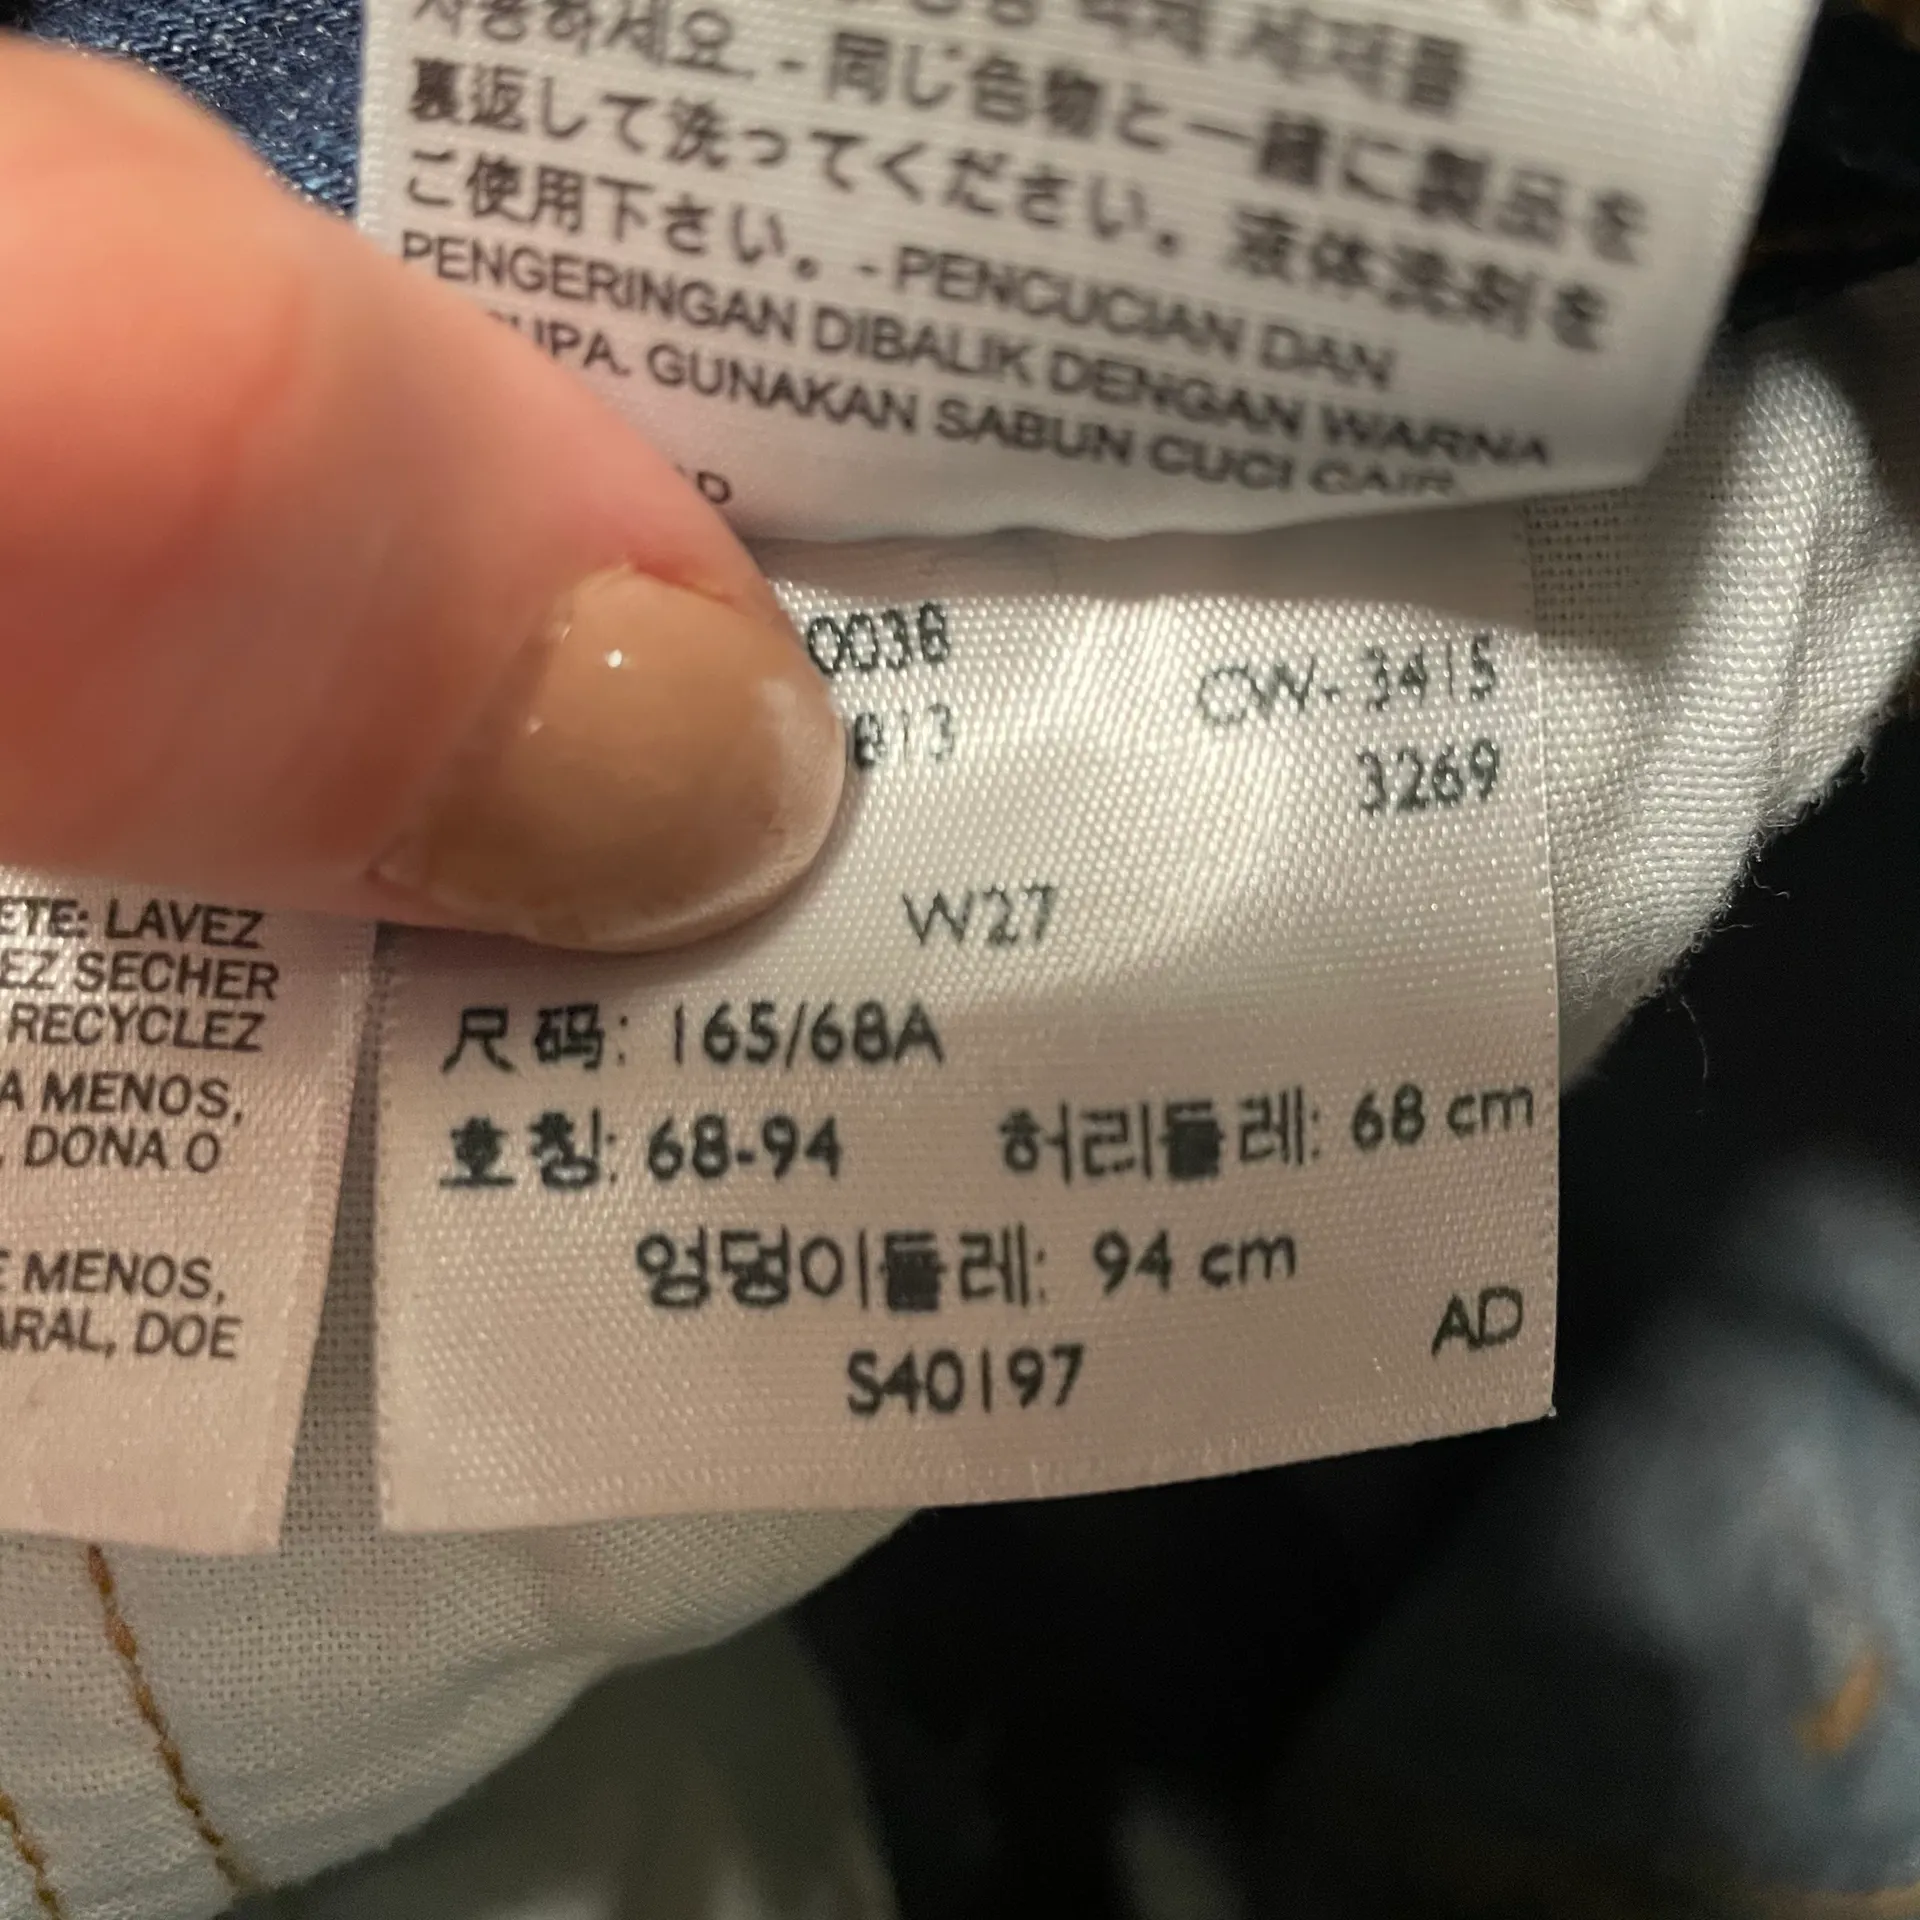 사용하세요. - 同じ色物と一緒に製品を
裏返して洗ってください。液体洗剤を
ご使用下さい。- PENCUCIAN DAN
PENGERINGAN DIBALIK DENGAN WARNA
GUNAKAN SABUN CUCI CAIR.
0038
813
CW-3415
3269
W27
尺码: 165/68A
호칭: 68-94 허리둘레: 68 cm
엉덩이둘레: 94 cm
S40197
AD
ETE: LAVEZ
EZ SECHER
RECYCLEZ
A MENOS,
, DONA O
E MENOS,
ARAL, DOE